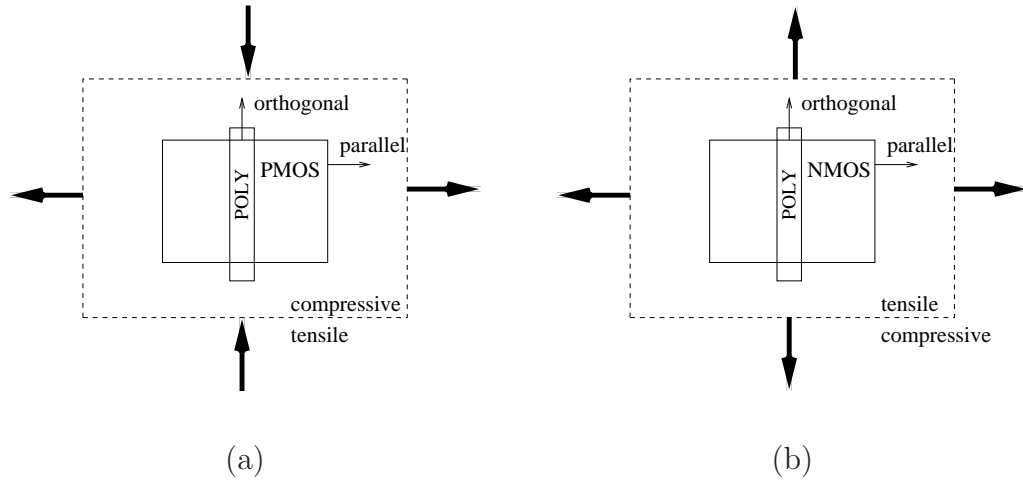 orthogonal
parallel
PMOS
POLY
compressive
tensile
(a)
orthogonal
parallel
NMOS
POLY
tensile
compressive
(b)